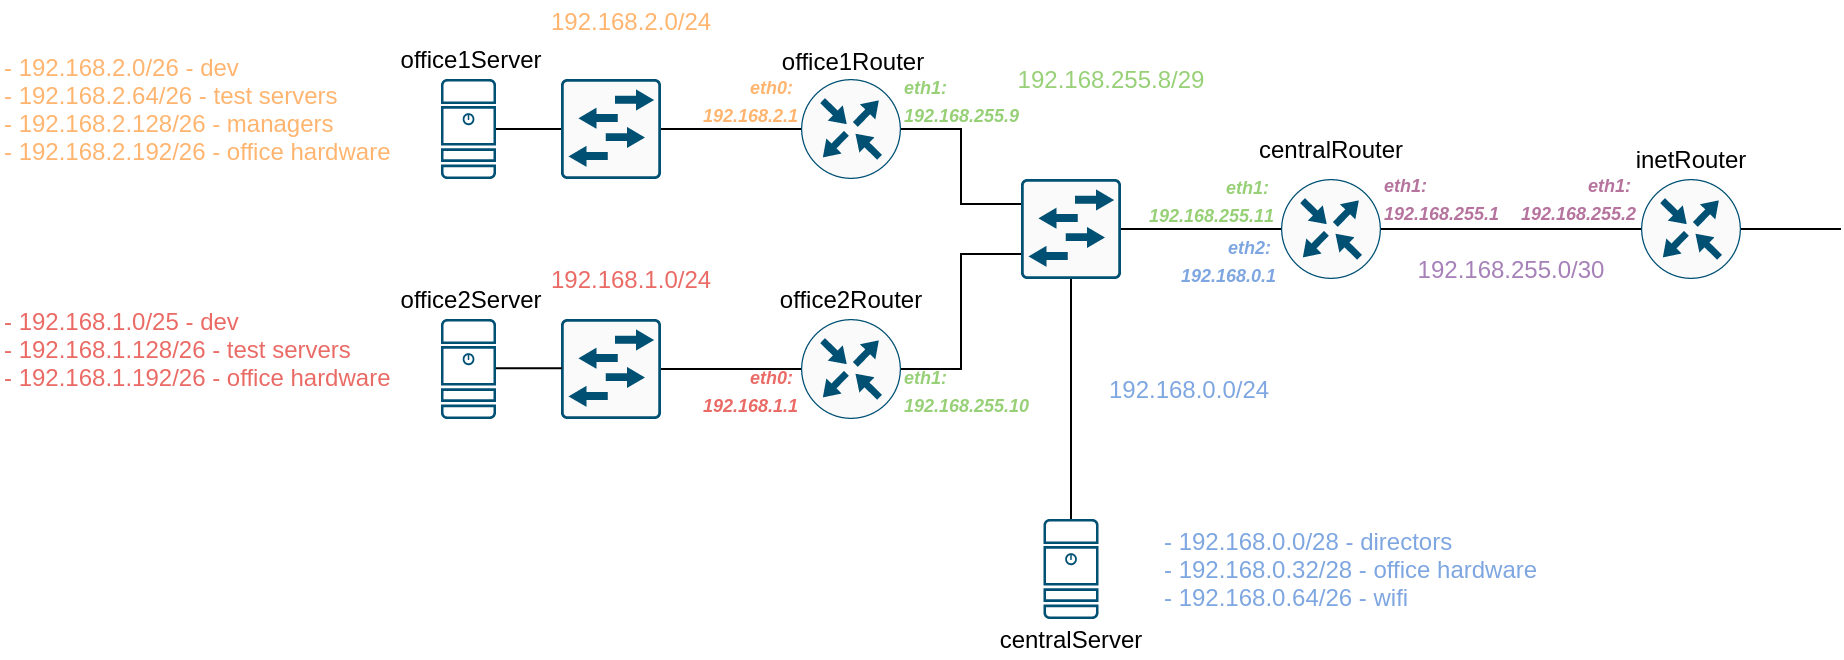 192.168.2.0/24
- 192.168.2.0/26 - dev
- 192.168.2.64/26 - test servers
- 192.168.2.128/26 - managers
- 192.168.2.192/26 - office hardware
office1Server
office1Router
eth0:
192.168.2.1
eth1:
192.168.255.9
192.168.255.8/29
centralRouter
eth1:
192.168.255.11
eth2:
192.168.0.1
eth1:
192.168.255.1
inetRouter
eth1:
192.168.255.2
192.168.255.0/30
192.168.1.0/24
- 192.168.1.0/25 - dev
- 192.168.1.128/26 - test servers
- 192.168.1.192/26 - office hardware
office2Server
office2Router
eth0:
192.168.1.1
eth1:
192.168.255.10
192.168.0.0/24
- 192.168.0.0/28 - directors
- 192.168.0.32/28 - office hardware
- 192.168.0.64/26 - wifi
centralServer